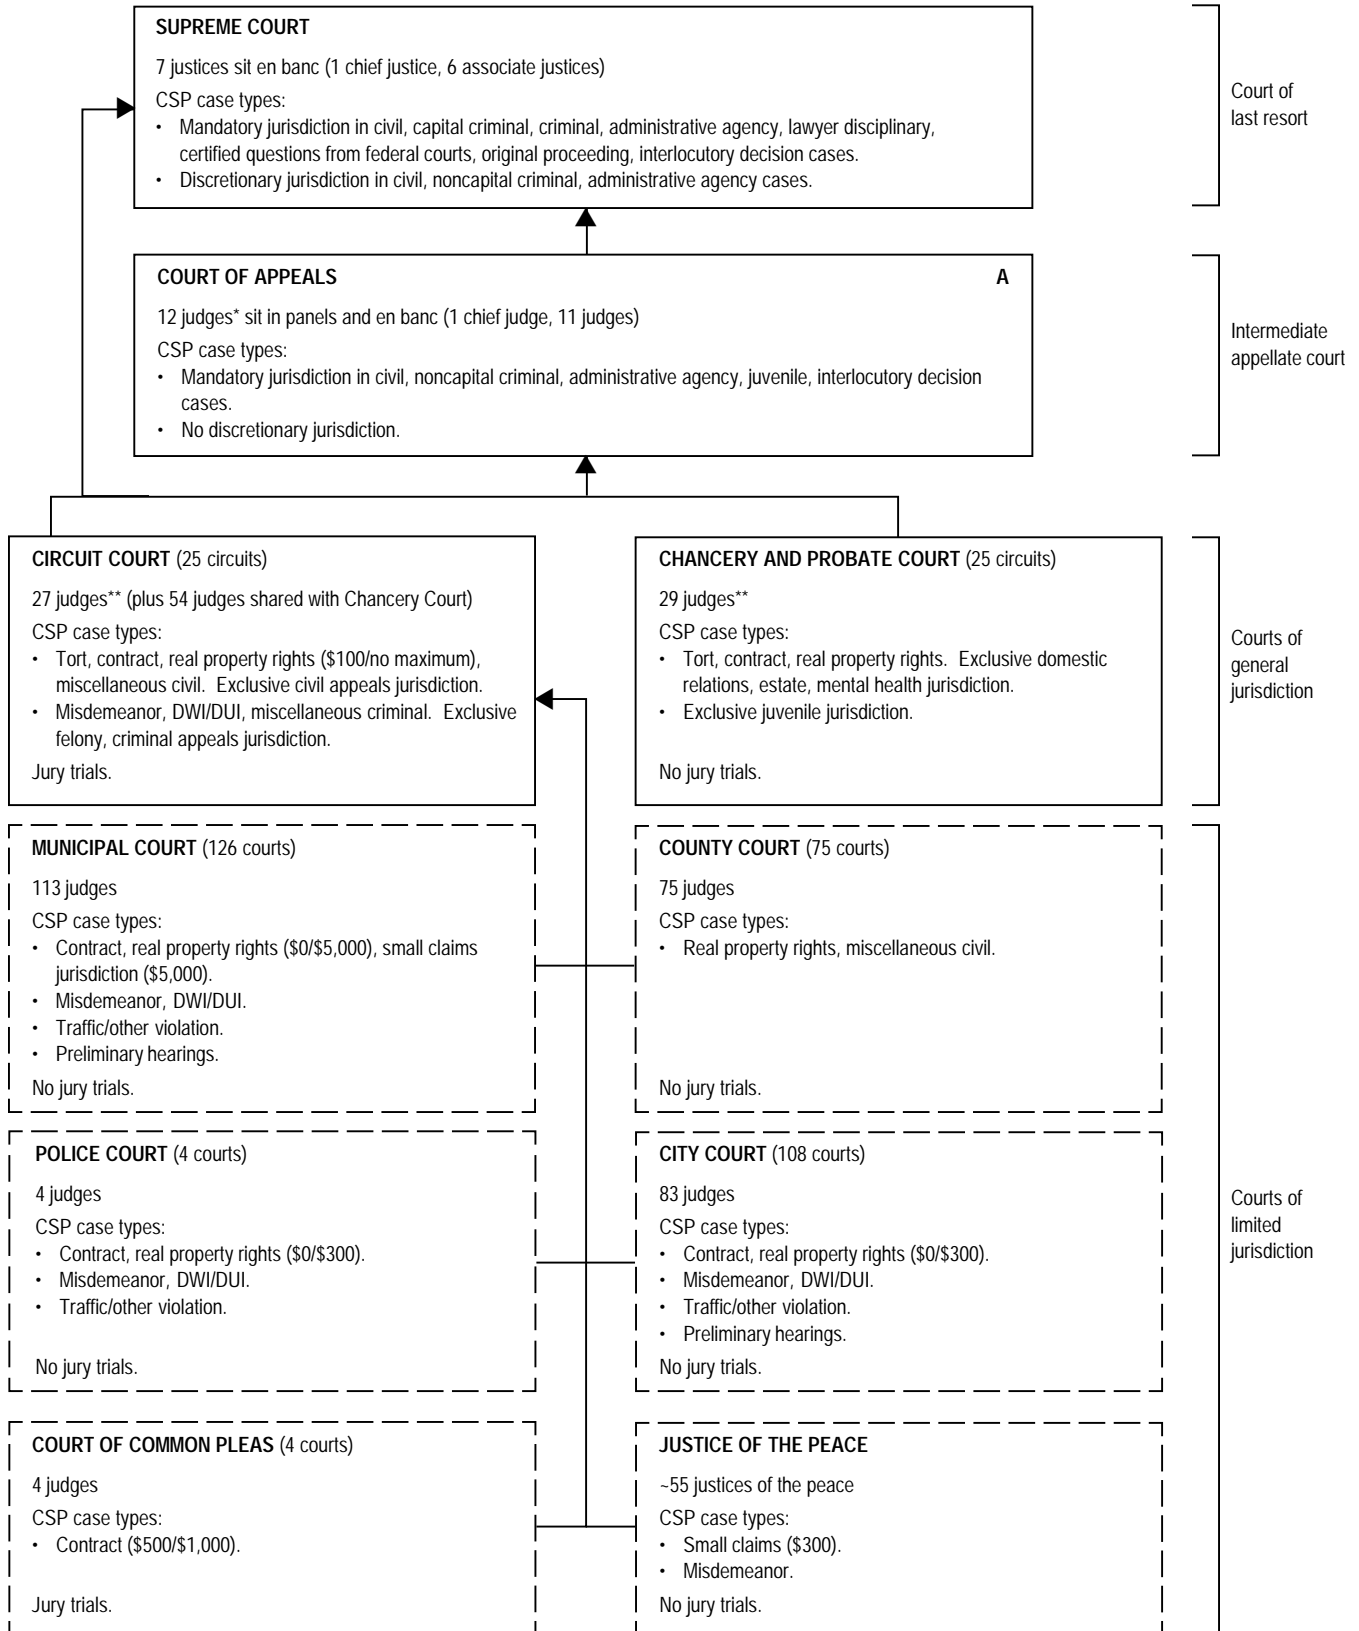 SUPREME COURT
7 justices sit en banc (1 chief justice, 6 associate justices)
CSP case types:
• Mandatory jurisdiction in civil, capital criminal, criminal, administrative agency, lawyer disciplinary,
certified questions from federal courts, original proceeding, interlocutory decision cases.
• Discretionary jurisdiction in civil, noncapital criminal, administrative agency cases.
Court of
last resort
COURT OF APPEALS A
12 judges* sit in panels and en banc (1 chief judge, 11 judges)
CSP case types:
• Mandatory jurisdiction in civil, noncapital criminal, administrative agency, juvenile, interlocutory decision
cases.
• No discretionary jurisdiction.
Intermediate
appellate court
CIRCUIT COURT (25 circuits)
27 judges** (plus 54 judges shared with Chancery Court)
CSP case types:
• Tort, contract, real property rights ($100/no maximum),
miscellaneous civil. Exclusive civil appeals jurisdiction.
• Misdemeanor, DWI/DUI, miscellaneous criminal. Exclusive
felony, criminal appeals jurisdiction.
Jury trials.
CHANCERY AND PROBATE COURT (25 circuits)
29 judges**
CSP case types:
• Tort, contract, real property rights. Exclusive domestic
relations, estate, mental health jurisdiction.
• Exclusive juvenile jurisdiction.
No jury trials.
Courts of
general
jurisdiction
MUNICIPAL COURT (126 courts)
113 judges
CSP case types:
• Contract, real property rights ($0/$5,000), small claims
jurisdiction ($5,000).
• Misdemeanor, DWI/DUI.
• Traffic/other violation.
• Preliminary hearings.
No jury trials.
COUNTY COURT (75 courts)
75 judges
CSP case types:
• Real property rights, miscellaneous civil.
No jury trials.
POLICE COURT (4 courts)
4 judges
CSP case types:
• Contract, real property rights ($0/$300).
• Misdemeanor, DWI/DUI.
• Traffic/other violation.
No jury trials.
CITY COURT (108 courts)
83 judges
CSP case types:
• Contract, real property rights ($0/$300).
• Misdemeanor, DWI/DUI.
• Traffic/other violation.
• Preliminary hearings.
No jury trials.
Courts of
limited
jurisdiction
COURT OF COMMON PLEAS (4 courts)
4 judges
CSP case types:
• Contract ($500/$1,000).
Jury trials.
JUSTICE OF THE PEACE
~55 justices of the peace
CSP case types:
• Small claims ($300).
• Misdemeanor.
No jury trials.